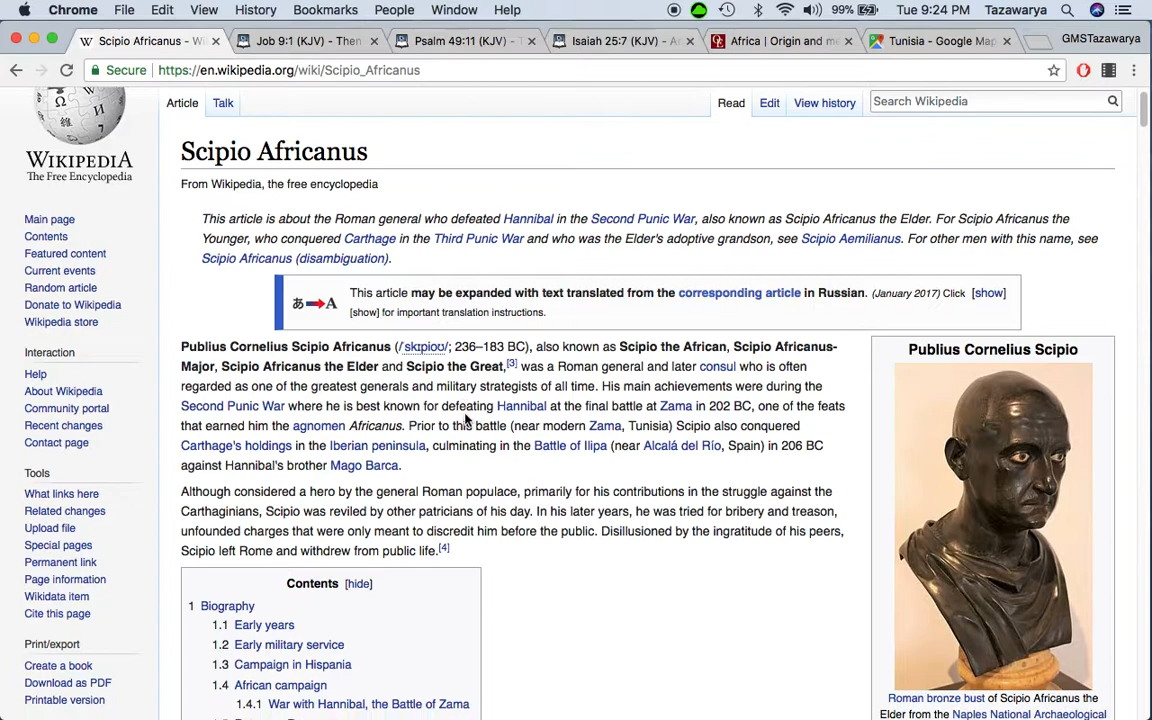 Chrome File Edit View History Bookmarks People Window Help 99% Tue 9:24 PM Tazawarya
Scipio Africanus - Wi Job 9:1 (KJV) - Then Psalm 49:11 (KJV) - T Isaiah 25:7 (KJV) - An Africa | Origin and me Tunisia - Google Map GMSTazawarya
Secure https://en.wikipedia.org/wiki/Scipio_Africanus
Article Talk Read Edit View history Search Wikipedia
WIKIPEDIA
The Free Encyclopedia
Main page
Contents
Featured content
Current events
Random article
Donate to Wikipedia
Wikipedia store
Interaction
Help
About Wikipedia
Community portal
Recent changes
Contact page
Tools
What links here
Related changes
Upload file
Special pages
Permanent link
Page information
Wikidata item
Cite this page
Print/export
Create a book
Download as PDF
Printable version
Scipio Africanus
From Wikipedia, the free encyclopedia
This article is about the Roman general who defeated Hannibal in the Second Punic War, also known as Scipio Africanus the Elder. For Scipio Africanus the
Younger, who conquered Carthage in the Third Punic War and who was the Elder's adoptive grandson, see Scipio Aemilianus. For other men with this name, see
Scipio Africanus (disambiguation).
あ A This article may be expanded with text translated from the corresponding article in Russian. (January 2017) Click [show]
[show] for important translation instructions.
Publius Cornelius Scipio Africanus (/ˈskɪpioʊ/; 236–183 BC), also known as Scipio the African, Scipio Africanus-
Major, Scipio Africanus the Elder and Scipio the Great,[3] was a Roman general and later consul who is often
regarded as one of the greatest generals and military strategists of all time. His main achievements were during the
Second Punic War where he is best known for defeating Hannibal at the final battle at Zama in 202 BC, one of the feats
that earned him the agnomen Africanus. Prior to this battle (near modern Zama, Tunisia) Scipio also conquered
Carthage's holdings in the Iberian peninsula, culminating in the Battle of Ilipa (near Alcalá del Río, Spain) in 206 BC
against Hannibal's brother Mago Barca.
Although considered a hero by the general Roman populace, primarily for his contributions in the struggle against the
Carthaginians, Scipio was reviled by other patricians of his day. In his later years, he was tried for bribery and treason,
unfounded charges that were only meant to discredit him before the public. Disillusioned by the ingratitude of his peers,
Scipio left Rome and withdrew from public life.[4]
Contents [hide]
1 Biography
1.1 Early years
1.2 Early military service
1.3 Campaign in Hispania
1.4 African campaign
1.4.1 War with Hannibal, the Battle of Zama
Publius Cornelius Scipio
Roman bronze bust of Scipio Africanus the
Elder from the Naples National Archaeological